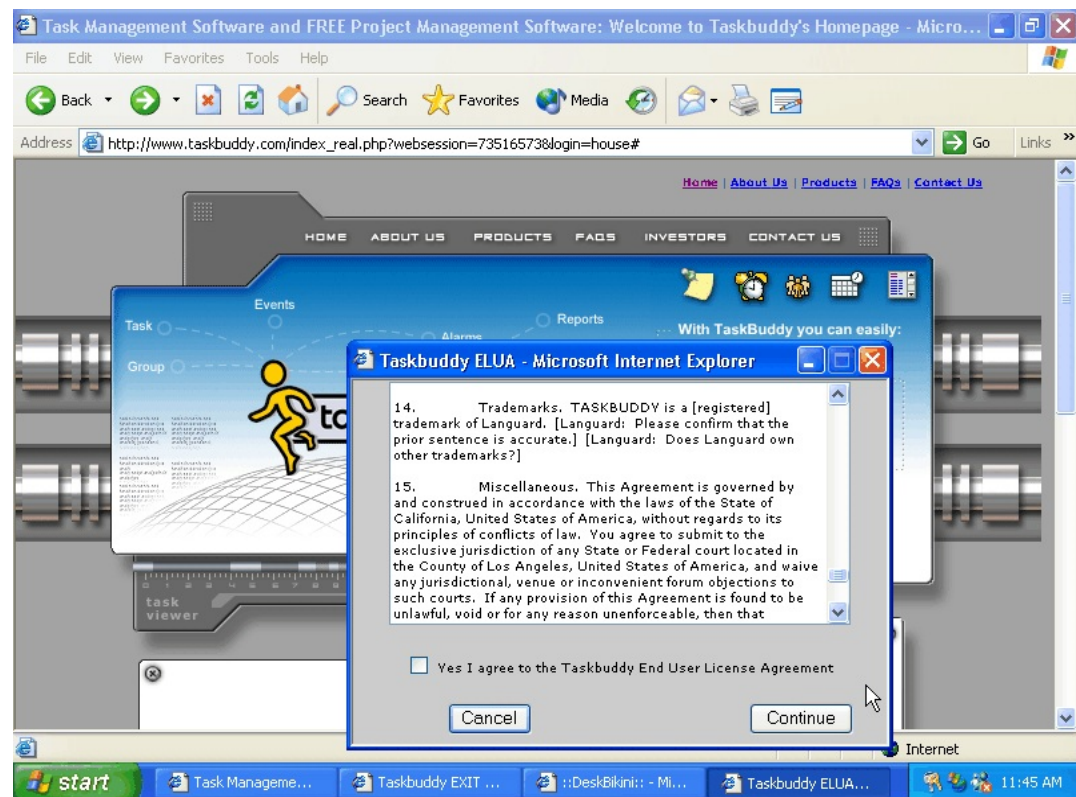 Task Management Software and FREE Project Management Software: Welcome to Taskbuddy's Homepage - Micro...
File Edit View Favorites Tools Help
Back Search Favorites Media
Address http://www.taskbuddy.com/index_real.php?websession=73516573&login=house# Go Links »
Home | About Us | Products | FAQs | Contact Us
HOME ABOUT US PRODUCTS FAQS INVESTORS CONTACT US
Events
Task
Reports
Alarms
With TaskBuddy you can easily:
Group
Taskbuddy ELUA - Microsoft Internet Explorer
14. Trademarks. TASKBUDDY is a [registered]
trademark of Languard. [Languard: Please confirm that the
prior sentence is accurate.] [Languard: Does Languard own
other trademarks?]
15. Miscellaneous. This Agreement is governed by
and construed in accordance with the laws of the State of
California, United States of America, without regards to its
principles of conflicts of law. You agree to submit to the
exclusive jurisdiction of any State or Federal court located in
the County of Los Angeles, United States of America, and waive
any jurisdictional, venue or inconvenient forum objections to
such courts. If any provision of this Agreement is found to be
unlawful, void or for any reason unenforceable, then that
task
viewer
Yes I agree to the Taskbuddy End User License Agreement
Cancel Continue
Internet
start Task Manageme... Taskbuddy EXIT ... ::DeskBikini:: - Mi... Taskbuddy ELUA... 11:45 AM